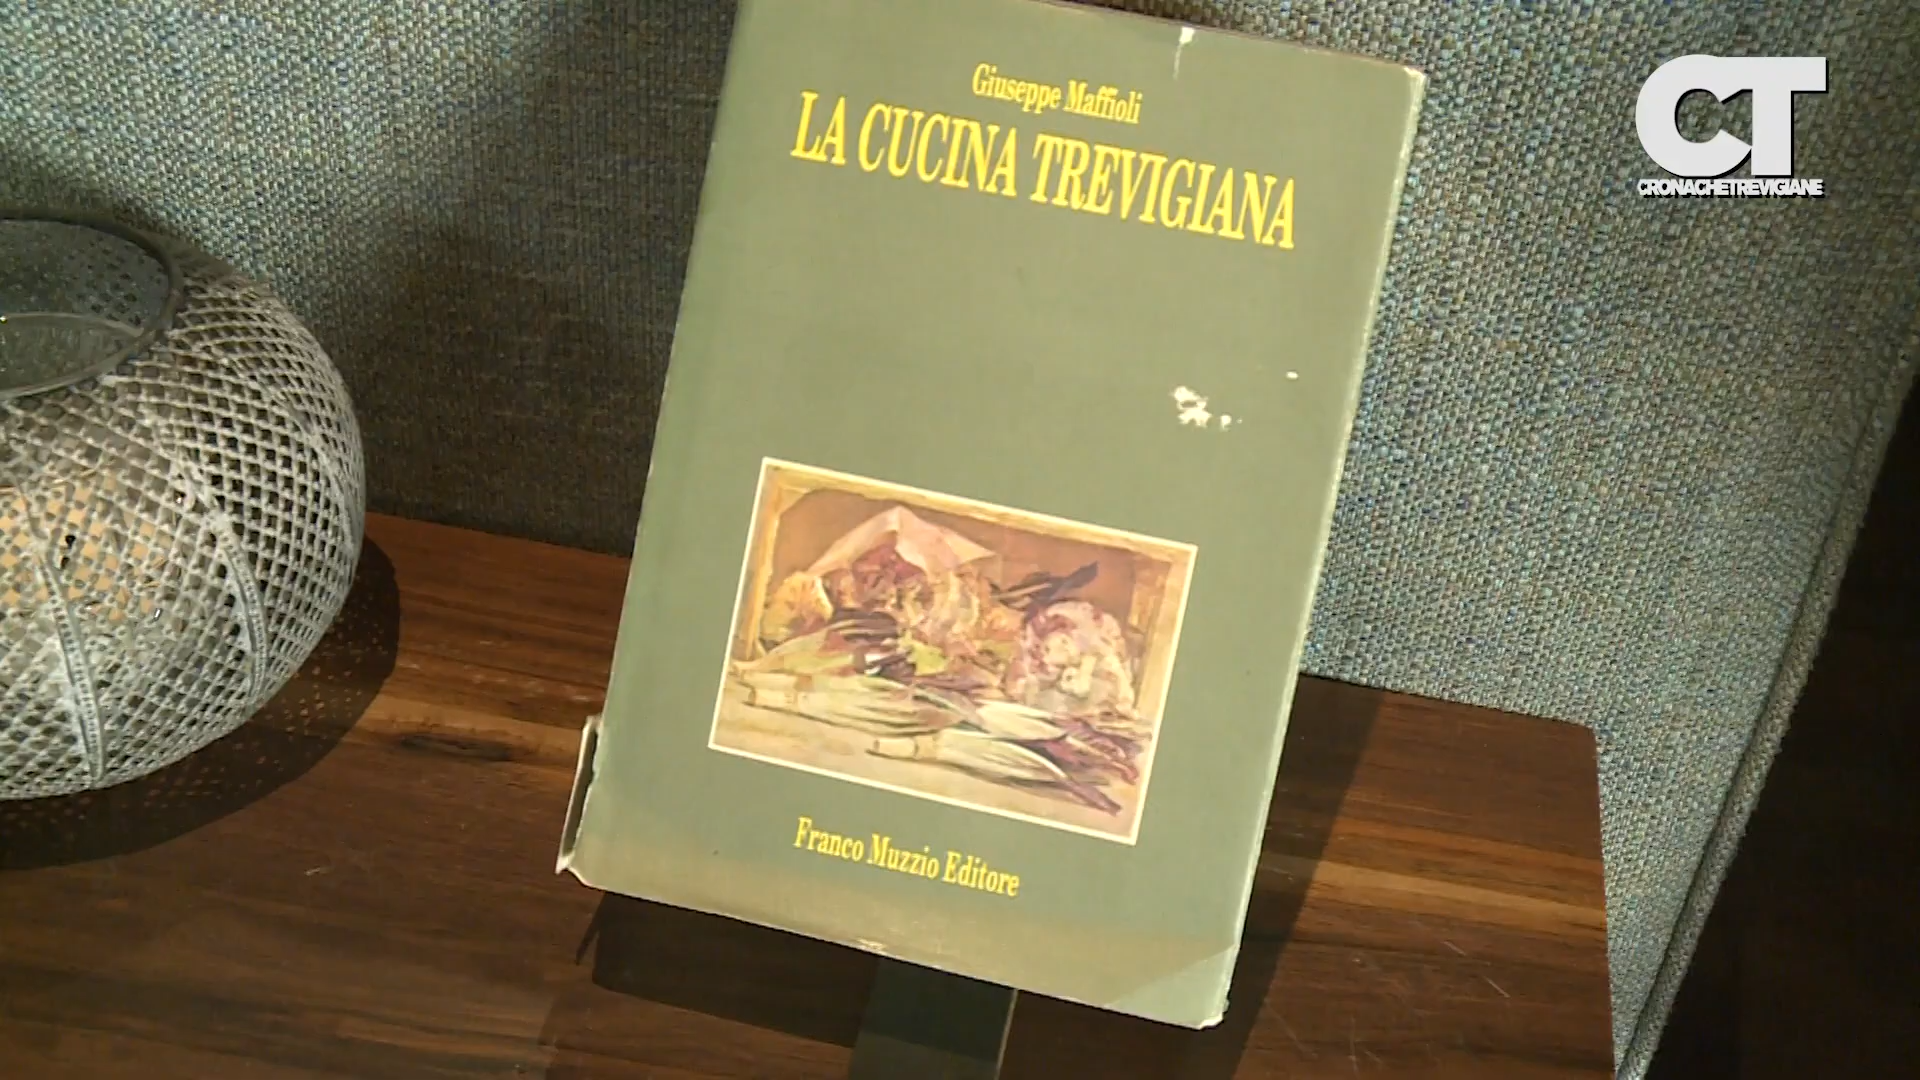 Giuseppe Maffioli
LA CUCINA TREVIGIANA
Franco Muzzio Editore
CT
CRONACHETREVIGIANE